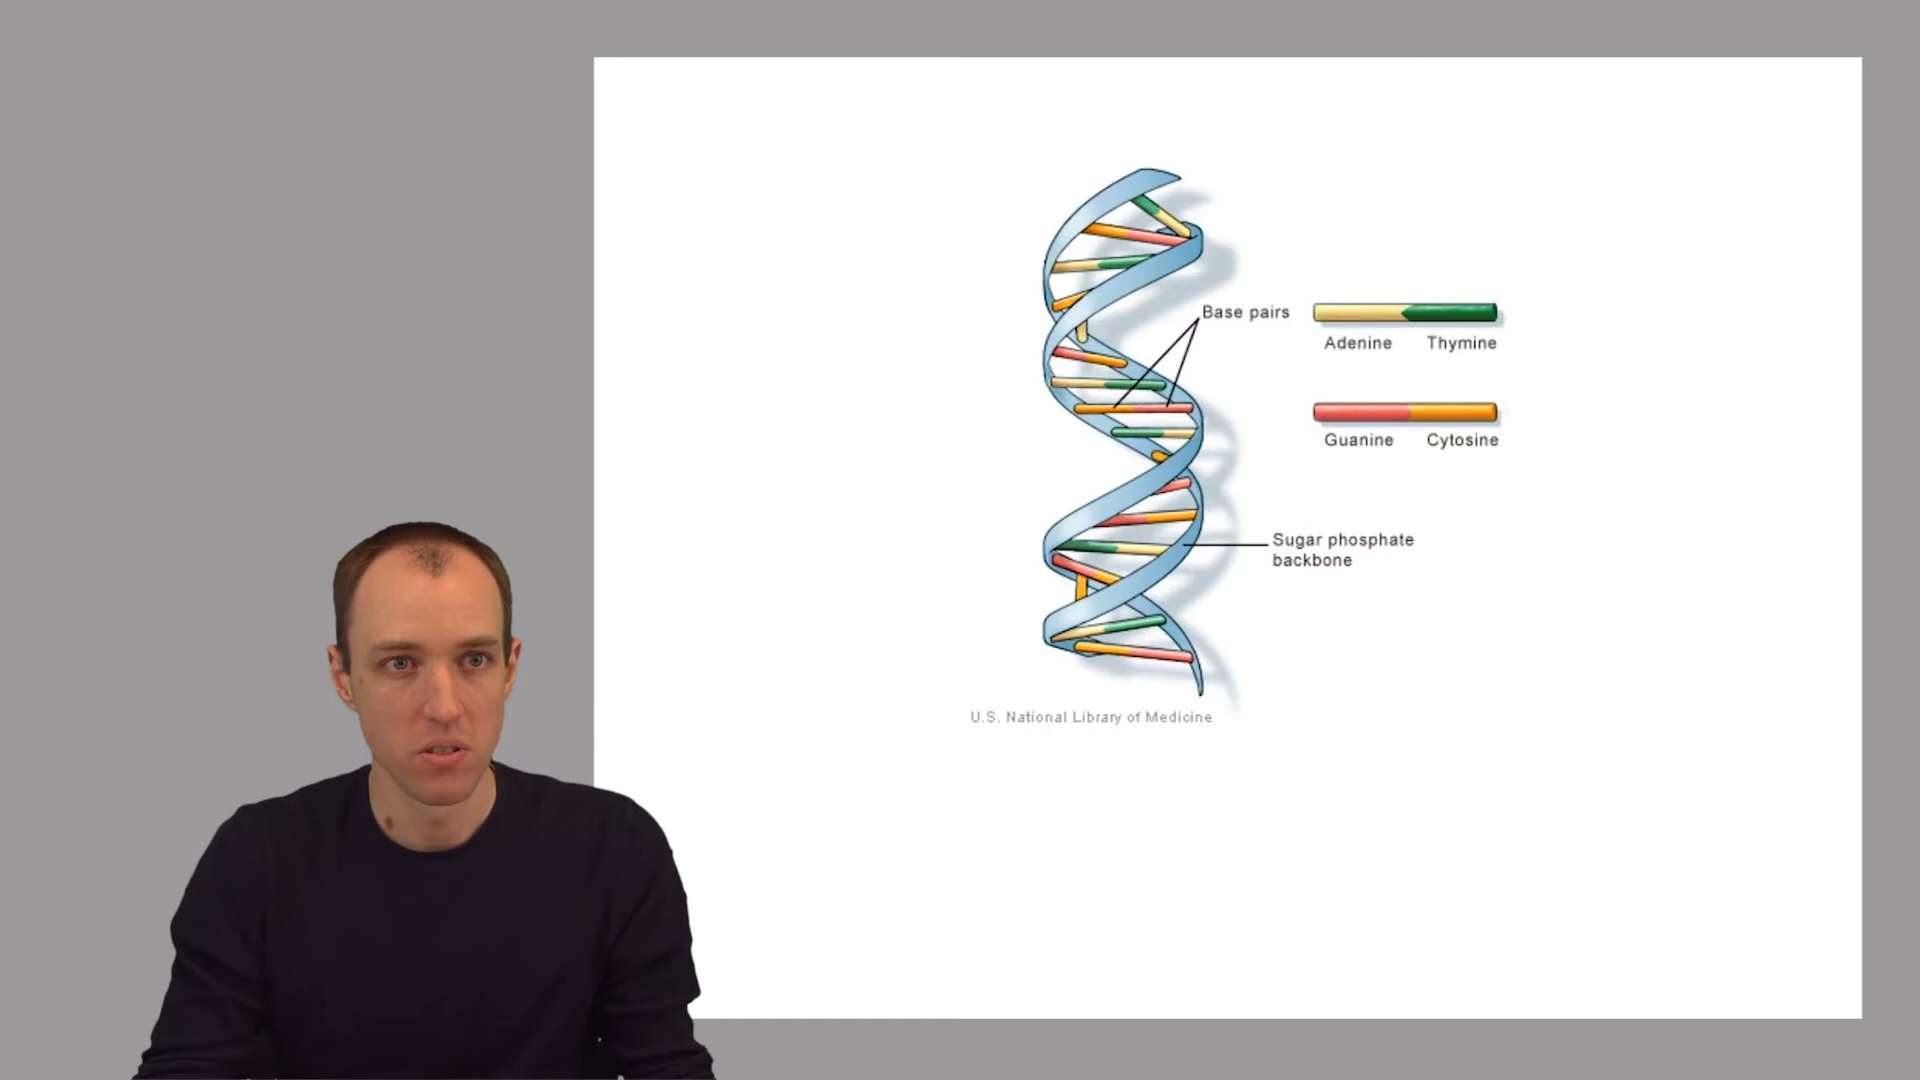 Base pairs
Adenine Thymine
Guanine Cytosine
Sugar phosphate
backbone
U.S. National Library of Medicine